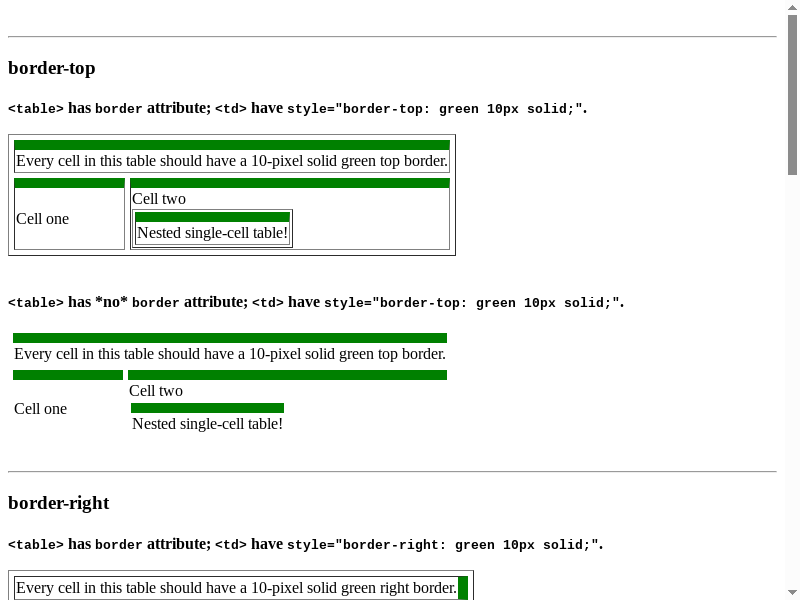 border-top
<table> has border attribute; <td> have style="border-top: green 10px solid;".
Every cell in this table should have a 10-pixel solid green top border.
Cell one
Cell two
Nested single-cell table!
<table> has *no* border attribute; <td> have style="border-top: green 10px solid;".
Every cell in this table should have a 10-pixel solid green top border.
Cell one
Cell two
Nested single-cell table!
border-right
<table> has border attribute; <td> have style="border-right: green 10px solid;".
Every cell in this table should have a 10-pixel solid green right border.